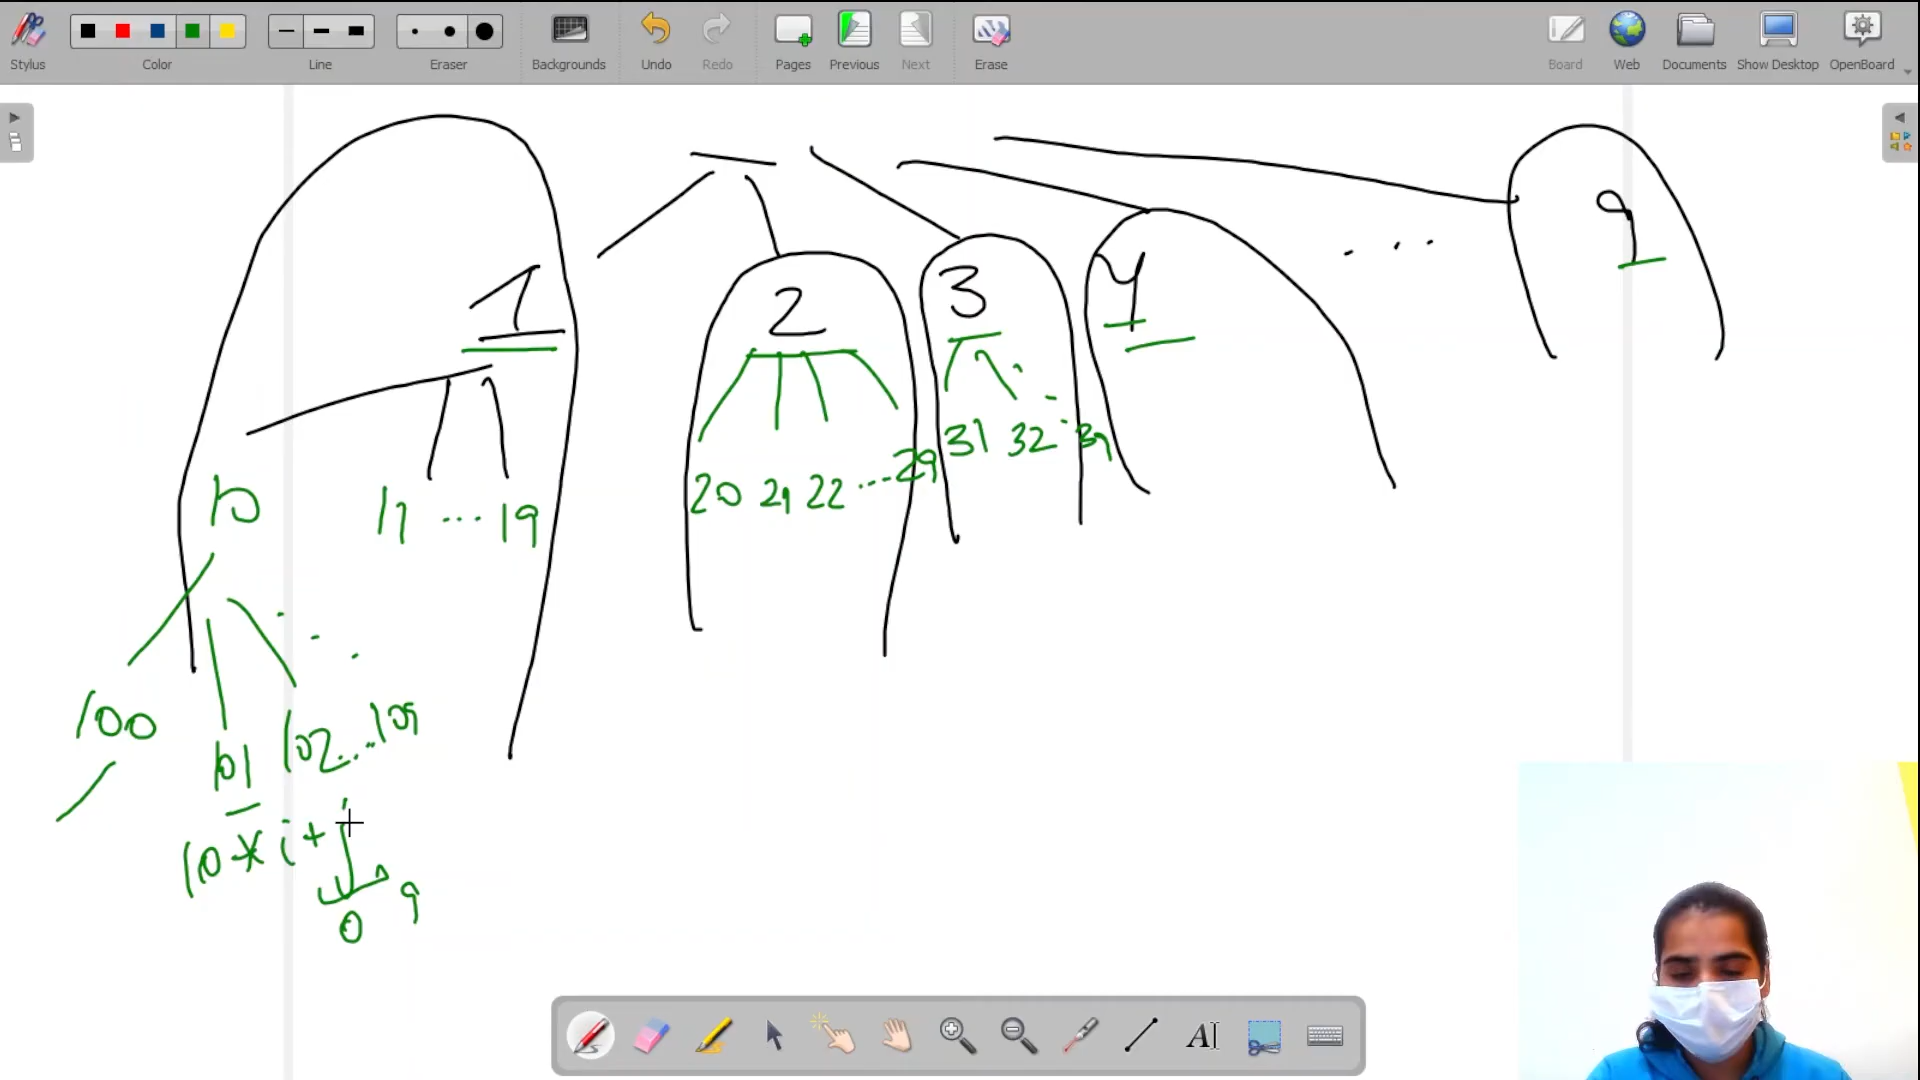 Stylus Color Line Eraser Backgrounds Undo Redo Pages Previous Next Erase Board Web Documents Show Desktop OpenBoard
1 2 3 4 ... 9
10 11 ... 19 20 21 22 ... 29 31 32 39
100 101 102 ... 109
10 * i + j
0 9
AI